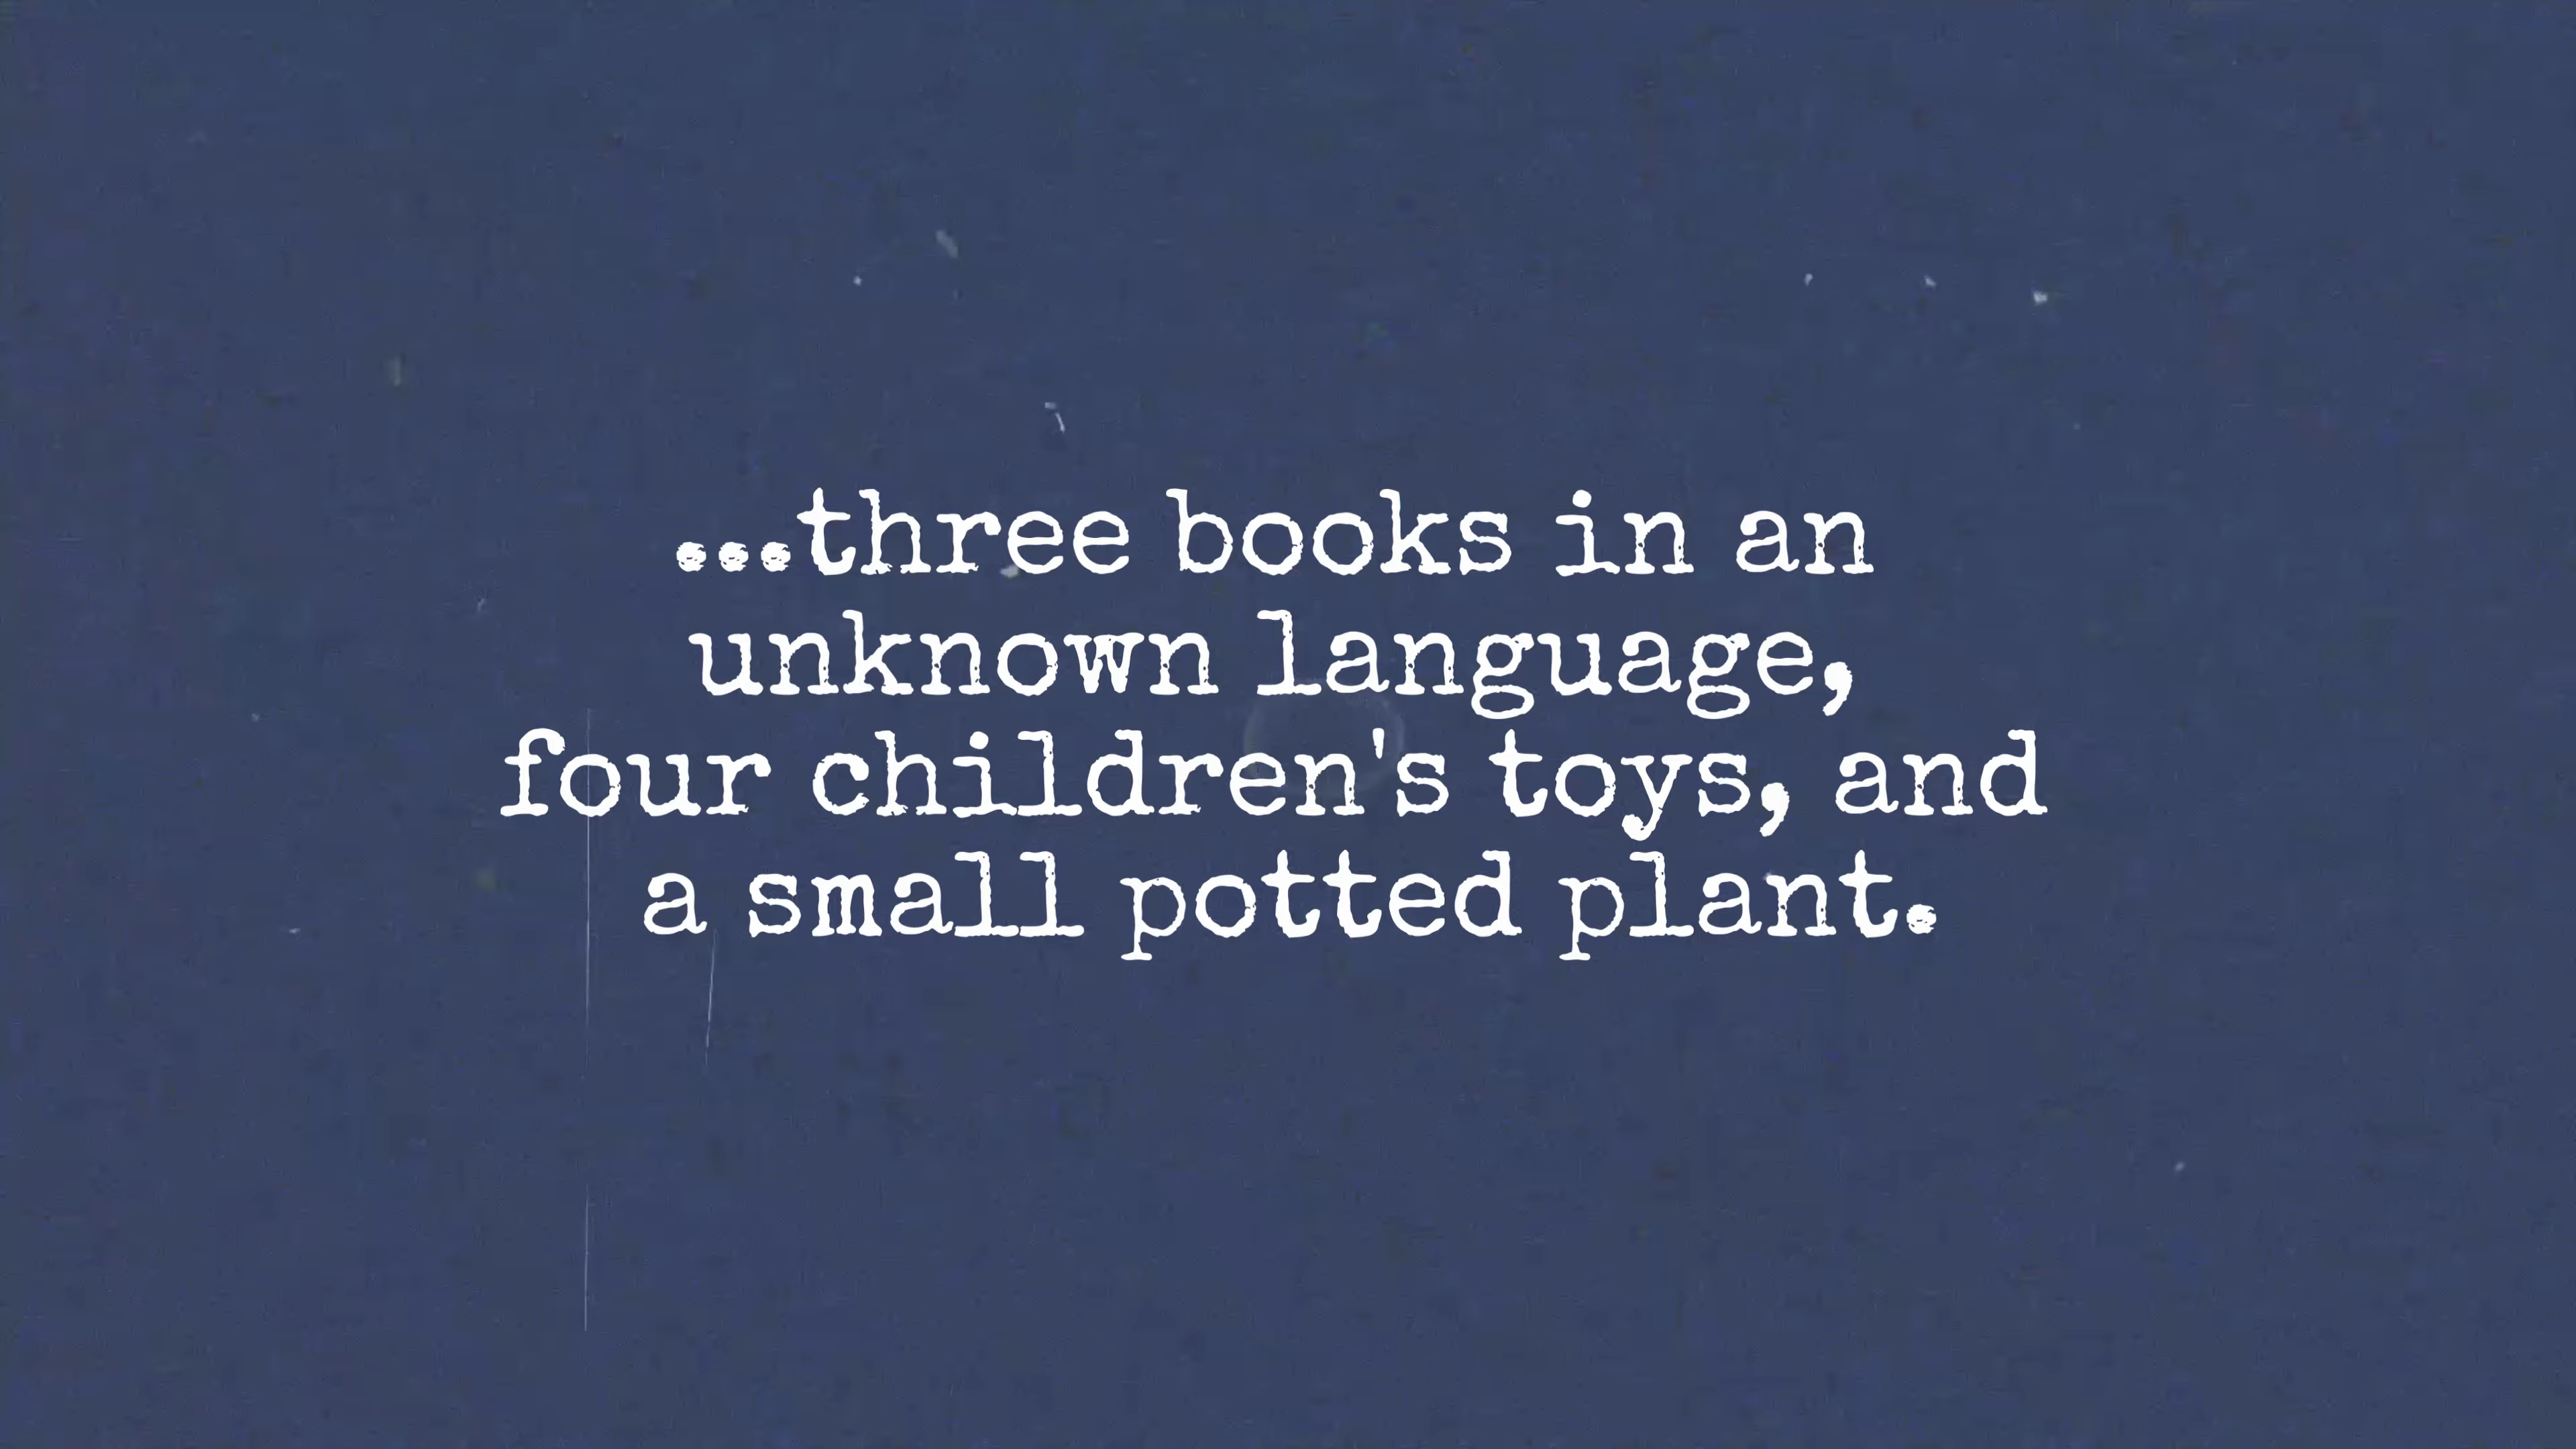 ...three books in an
unknown language,
four children's toys, and
a small potted plant.